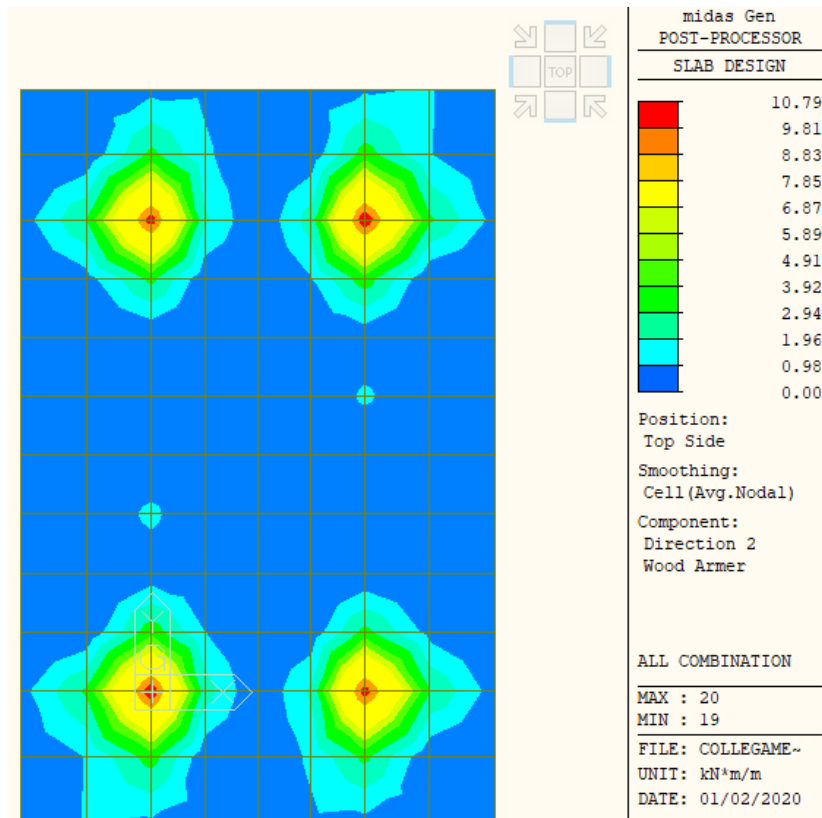 TOP
midas Gen
POST-PROCESSOR
SLAB DESIGN
10.79
9.81
8.83
7.85
6.87
5.89
4.91
3.92
2.94
1.96
0.98
0.00
Position:
Top Side
Smoothing:
Cell(Avg.Nodal)
Component:
Direction 2
Wood Armer
ALL COMBINATION
MAX : 20
MIN : 19
FILE: COLLEGAME~
UNIT: kN*m/m
DATE: 01/02/2020
Y
X